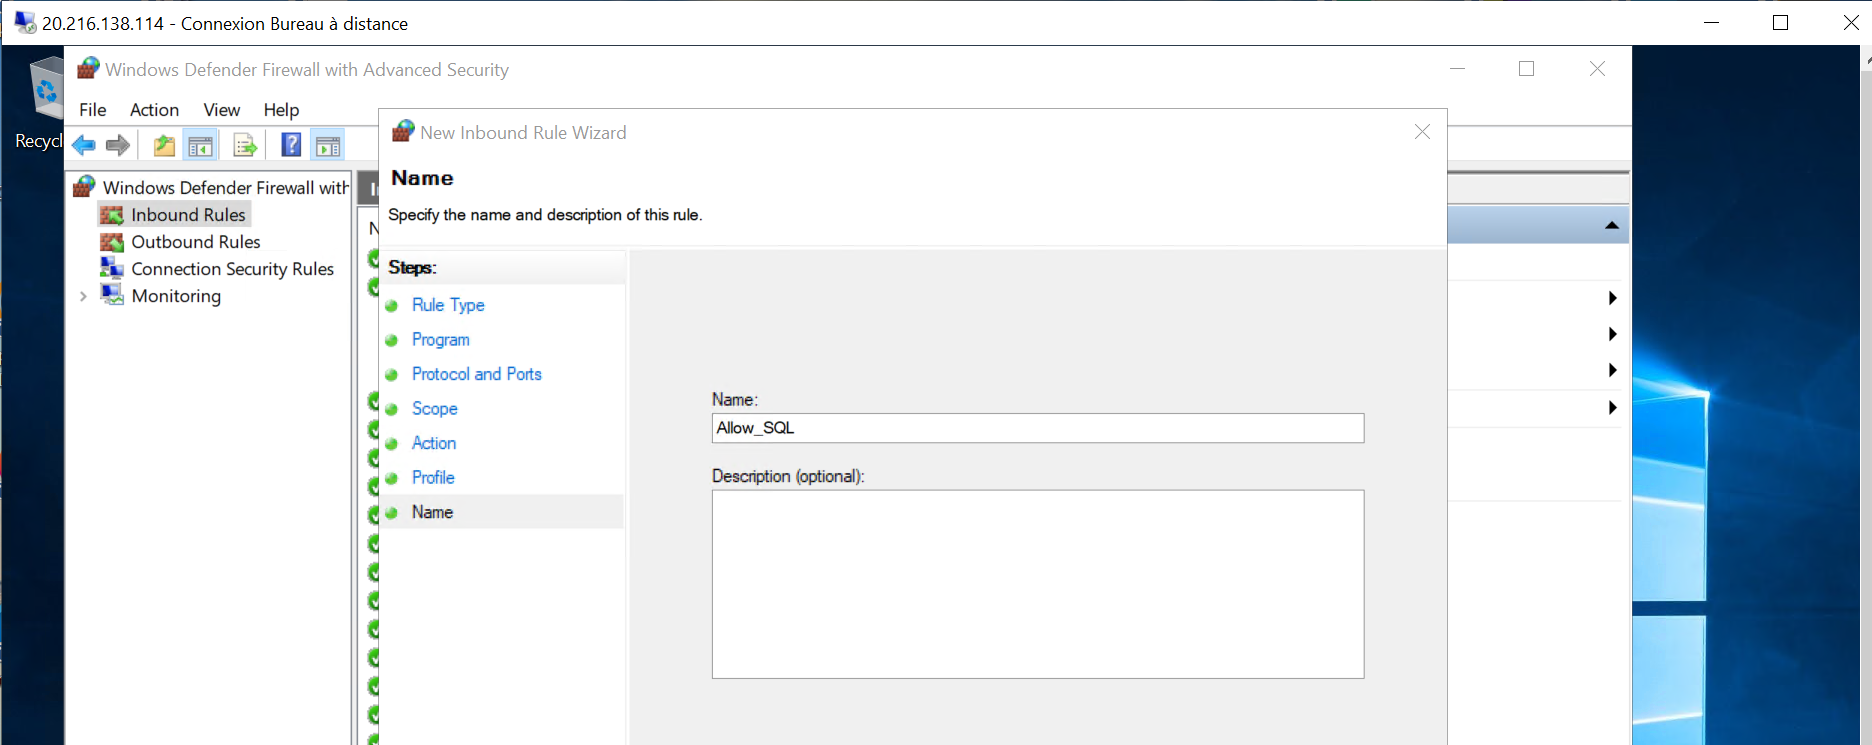 20.216.138.114 - Connexion Bureau à distance
Windows Defender Firewall with Advanced Security
File Action View Help
New Inbound Rule Wizard
Recycl
Name
Windows Defender Firewall with
Specify the name and description of this rule.
Inbound Rules
Outbound Rules
Connection Security Rules
Monitoring
Steps:
Rule Type
Program
Protocol and Ports
Scope
Action
Profile
Name
Name:
Allow_SQL
Description (optional):